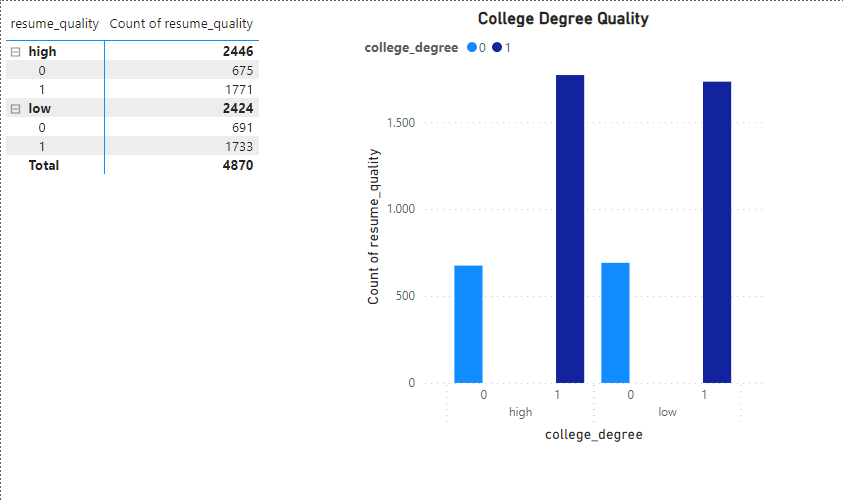 resume_quality Count of resume_quality
high 2446
0 675
1 1771
low 2424
0 691
1 1733
Total 4870
College Degree Quality
college_degree 0 1
Count of resume_quality
1.500
1.000
500
0
0 1 0 1
high low
college_degree